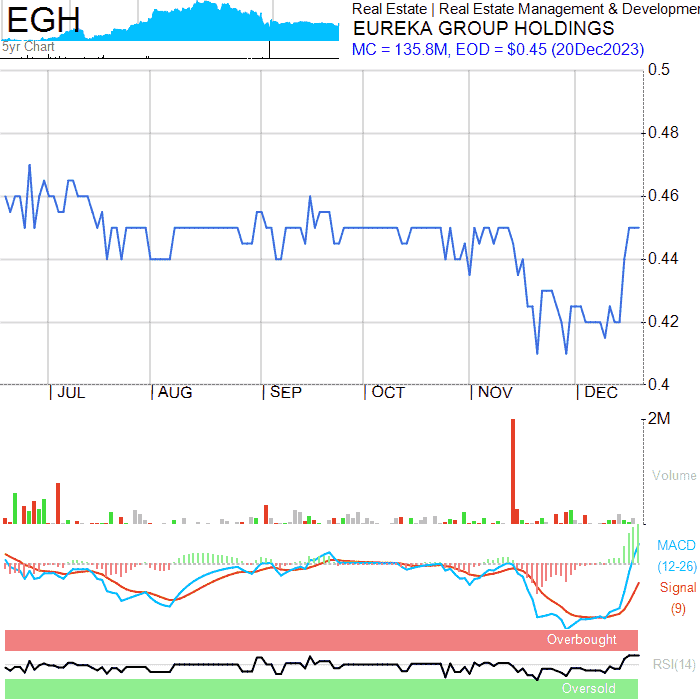 EGH
5yr Chart
Real Estate | Real Estate Management & Developmen
EUREKA GROUP HOLDINGS
MC = 135.8M, EOD = $0.45 (20Dec2023)
0.5
0.48
0.46
0.44
0.42
0.4
JUL AUG SEP OCT NOV DEC
2M
Volume
MACD
(12-26)
Signal
(9)
Overbought
RSI(14)
Oversold